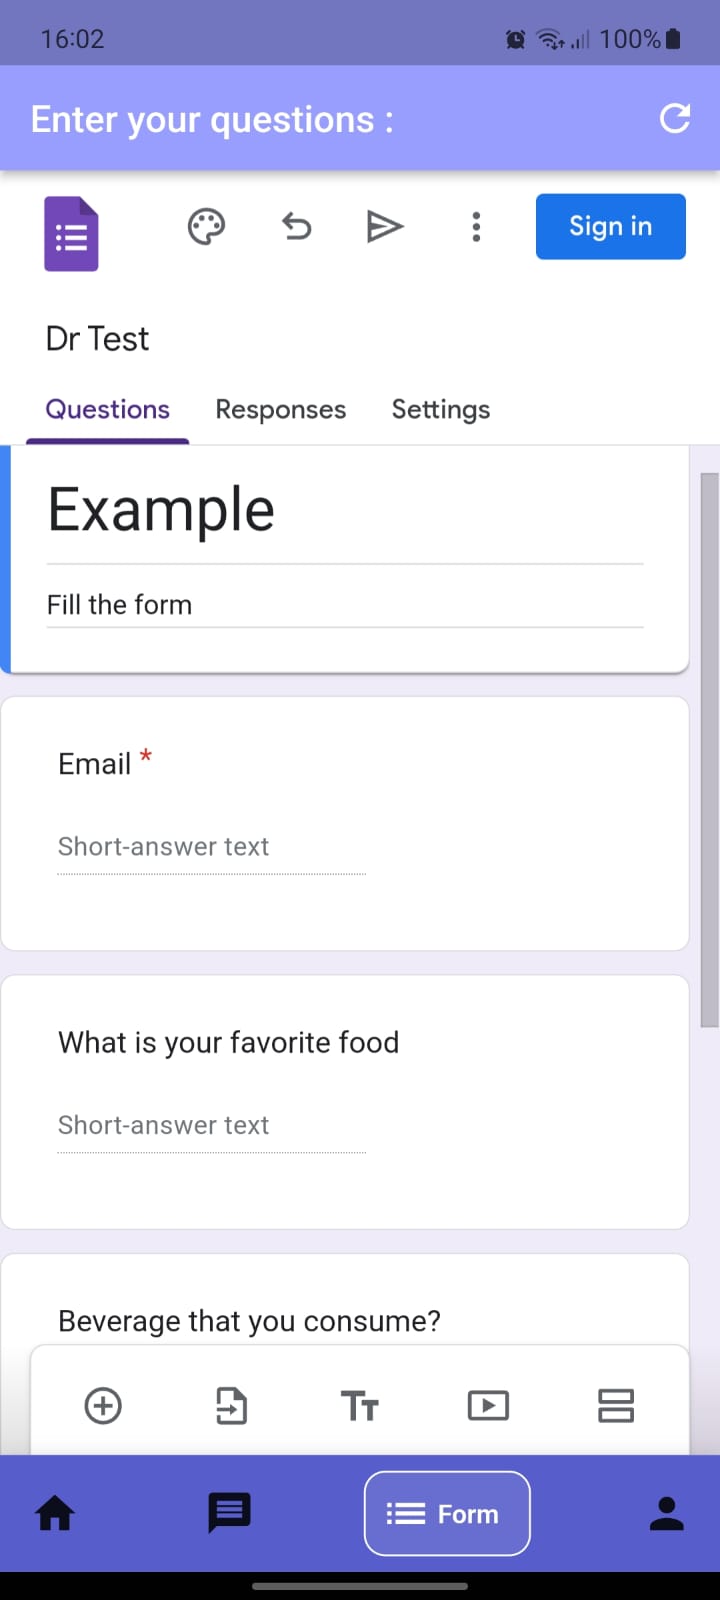 16:02
100%
Enter your questions :
Sign in
Dr Test
Questions Responses Settings
Example
Fill the form
Email *
Short-answer text
What is your favorite food
Short-answer text
Beverage that you consume?
Form